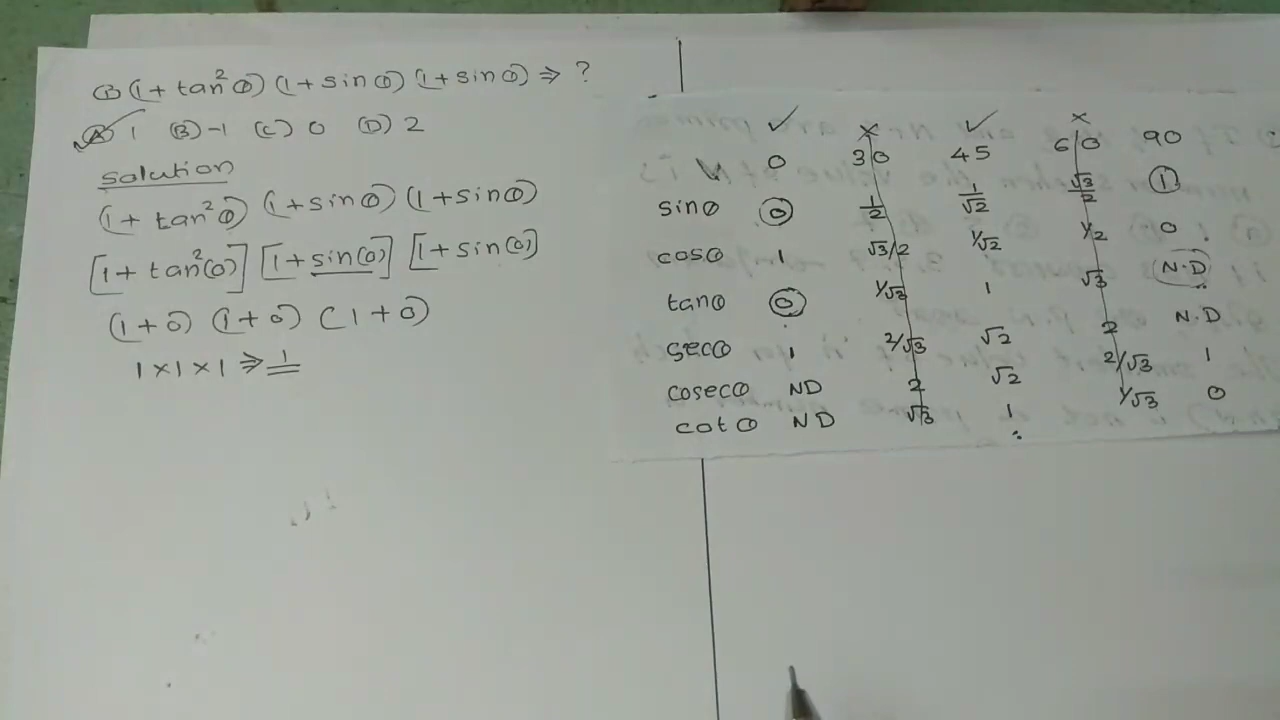 ① (1 + tan²θ) (1 + sinθ) (1 + sinθ) ⇒ ?
(A) 1 (B) -1 (C) 0 (D) 2
solution
(1 + tan²θ) (1 + sinθ) (1 + sinθ)
[1 + tan²(0)] [1 + sin(0)] [1 + sin(0)]
(1 + 0) (1 + 0) (1 + 0)
1 × 1 × 1 ⇒ 1
0 30 45 60 90
sinθ 0 1/2 1/√2 √3/2 1
cosθ 1 √3/2 1/√2 1/2 0
tanθ 0 1/√3 1 √3 N.D
secθ 1 2/√3 √2 2 N.D
cosecθ ND 2 √2 2/√3 1
cotθ ND √3 1 1/√3 0